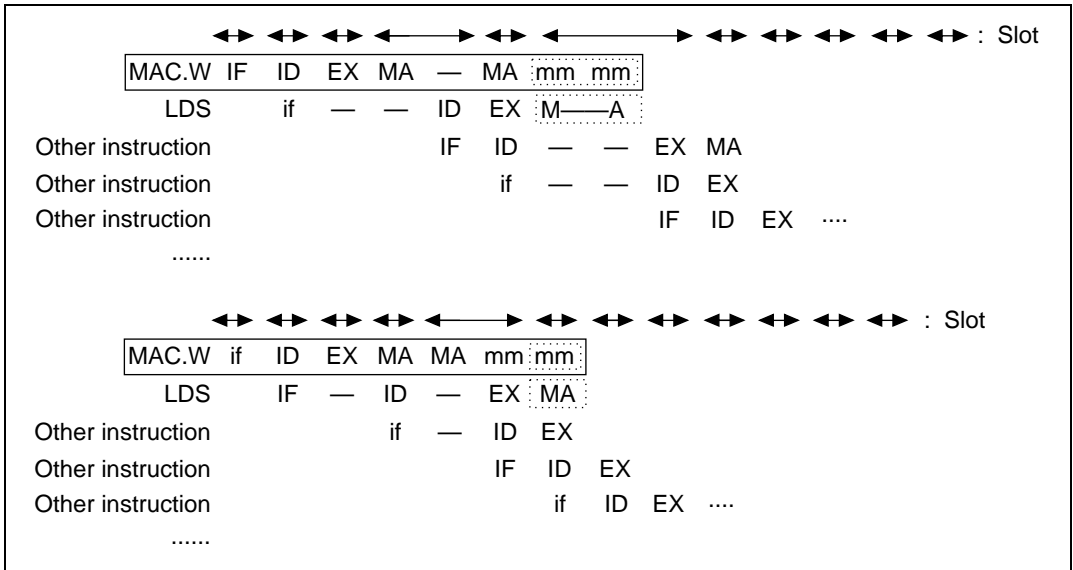 : Slot
MAC.W IF ID EX MA — MA mm mm
LDS if — — ID EX M——A
Other instruction IF ID — — EX MA
Other instruction if — — ID EX
Other instruction IF ID EX ····
......
: Slot
MAC.W if ID EX MA MA mm mm
LDS IF — ID — EX MA
Other instruction if — ID EX
Other instruction IF ID EX
Other instruction if ID EX ····
......